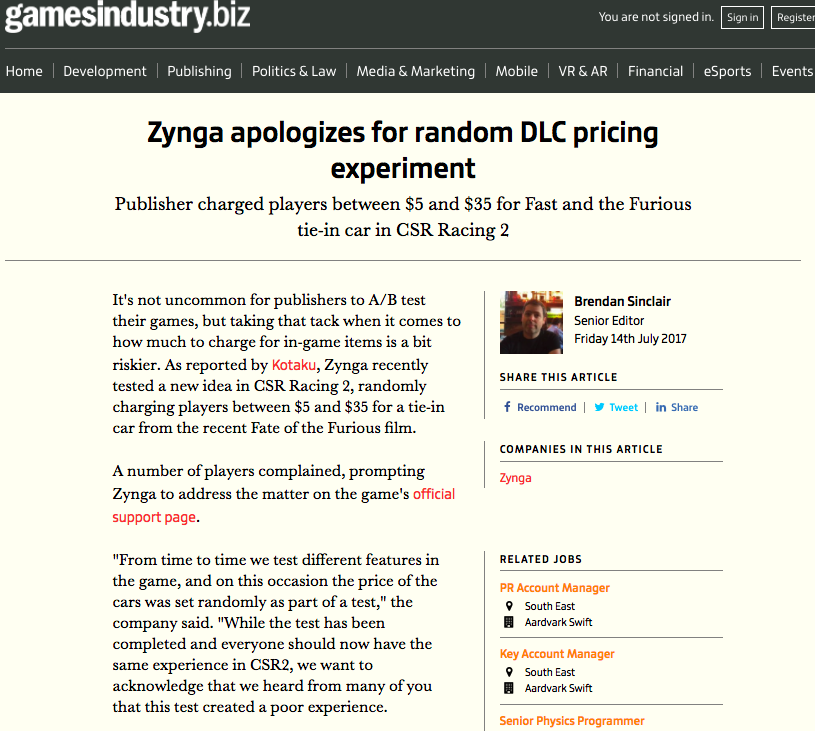 gamesindustry.biz
You are not signed in. Sign in Register
Home Development Publishing Politics & Law Media & Marketing Mobile VR & AR Financial eSports Events
Zynga apologizes for random DLC pricing
experiment
Publisher charged players between $5 and $35 for Fast and the Furious
tie-in car in CSR Racing 2
It's not uncommon for publishers to A/B test
their games, but taking that tack when it comes to
how much to charge for in-game items is a bit
riskier. As reported by Kotaku, Zynga recently
tested a new idea in CSR Racing 2, randomly
charging players between $5 and $35 for a tie-in
car from the recent Fate of the Furious film.
A number of players complained, prompting
Zynga to address the matter on the game's official
support page.
"From time to time we test different features in
the game, and on this occasion the price of the
cars was set randomly as part of a test," the
company said. "While the test has been
completed and everyone should now have the
same experience in CSR2, we want to
acknowledge that we heard from many of you
that this test created a poor experience.
Brendan Sinclair
Senior Editor
Friday 14th July 2017
SHARE THIS ARTICLE
Recommend Tweet Share
COMPANIES IN THIS ARTICLE
Zynga
RELATED JOBS
PR Account Manager
South East
Aardvark Swift
Key Account Manager
South East
Aardvark Swift
Senior Physics Programmer